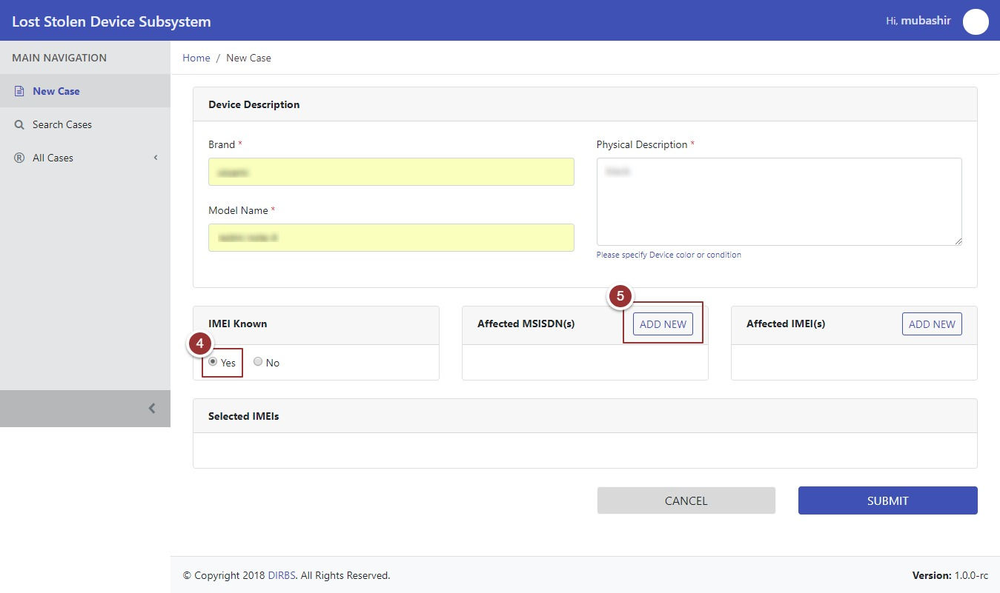 Lost Stolen Device Subsystem
Hi, mubashir
MAIN NAVIGATION
New Case
Search Cases
All Cases
Home / New Case
Device Description
Brand *
Model Name *
Physical Description *
Please specify Device color or condition
IMEI Known
4
Yes No
Affected MSISDN(s)
5
ADD NEW
Affected IMEI(s)
ADD NEW
Selected IMEIs
CANCEL
SUBMIT
© Copyright 2018 DIRBS. All Rights Reserved.
Version: 1.0.0-rc